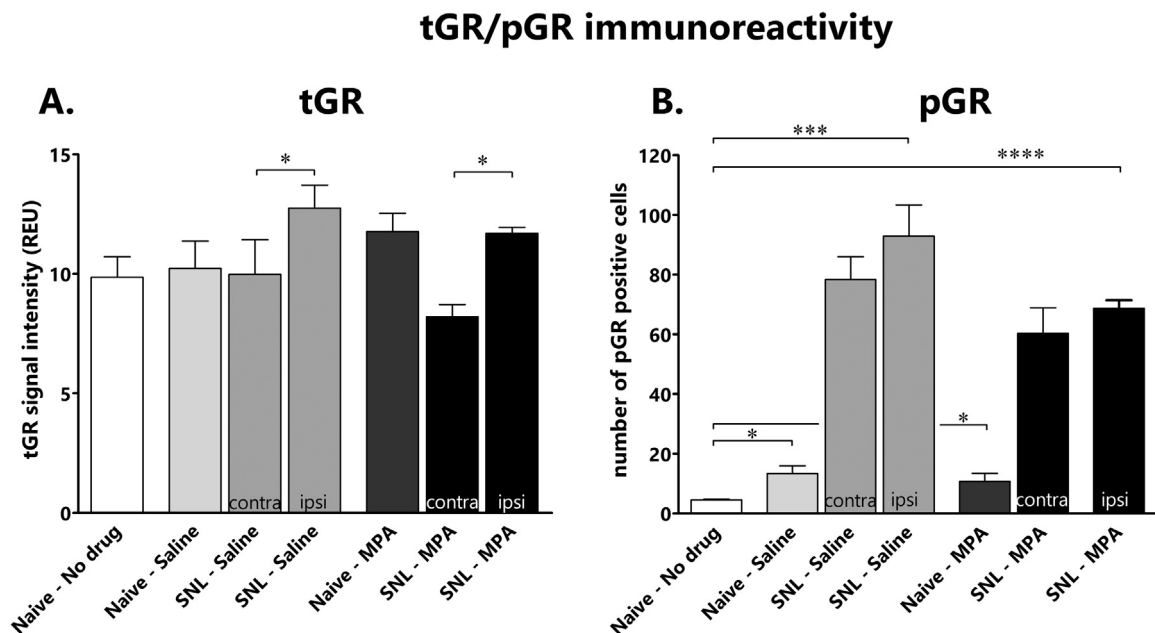 tGR/pGR immunoreactivity
A. tGR
tGR signal intensity (REU)
15
10
5
0
*
*
contra
ipsi
contra
ipsi
Naive - No drug
Naive - Saline
SNL - Saline
SNL - Saline
Naive - MPA
SNL - MPA
SNL - MPA
B. pGR
number of pGR positive cells
120
100
80
60
40
20
0
***
****
*
*
contra
ipsi
contra
ipsi
Naive - No drug
Naive - Saline
SNL - Saline
SNL - Saline
Naive - MPA
SNL - MPA
SNL - MPA